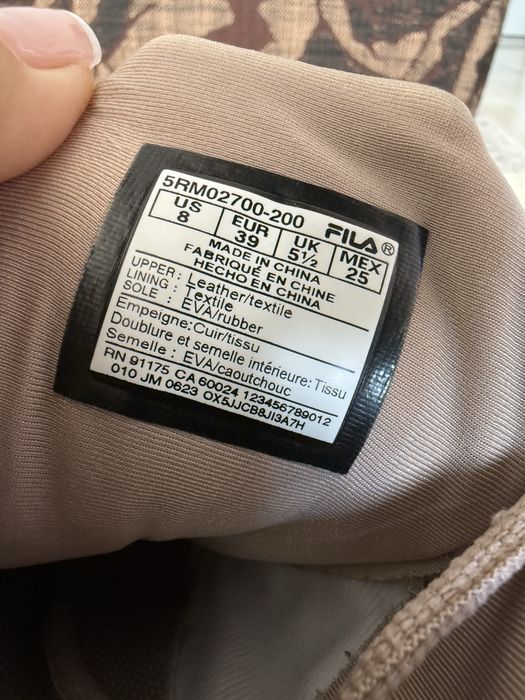 5RM02700-200 FILA®
US EUR UK MEX
8 39 5½ 25
MADE IN CHINA
FABRIQUÉ EN CHINE
HECHO EN CHINA
UPPER : Leather/textile
LINING : Textile
SOLE : EVA/rubber
Empeigne:Cuir/tissu
Doublure et semelle intérieure: Tissu
Semelle : EVA/caoutchouc
RN 91175 CA 60024 123456789012
010 JM 0623 OX5JJCB8JI3A7H